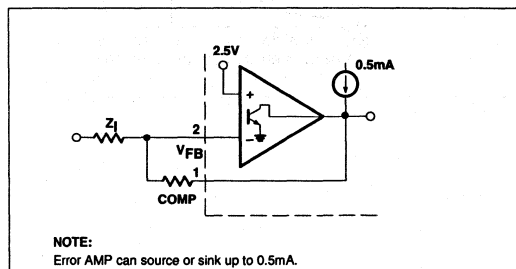 2.5V
0.5mA
+
Z_I
2
V_FB
−
1
COMP
NOTE:
Error AMP can source or sink up to 0.5mA.